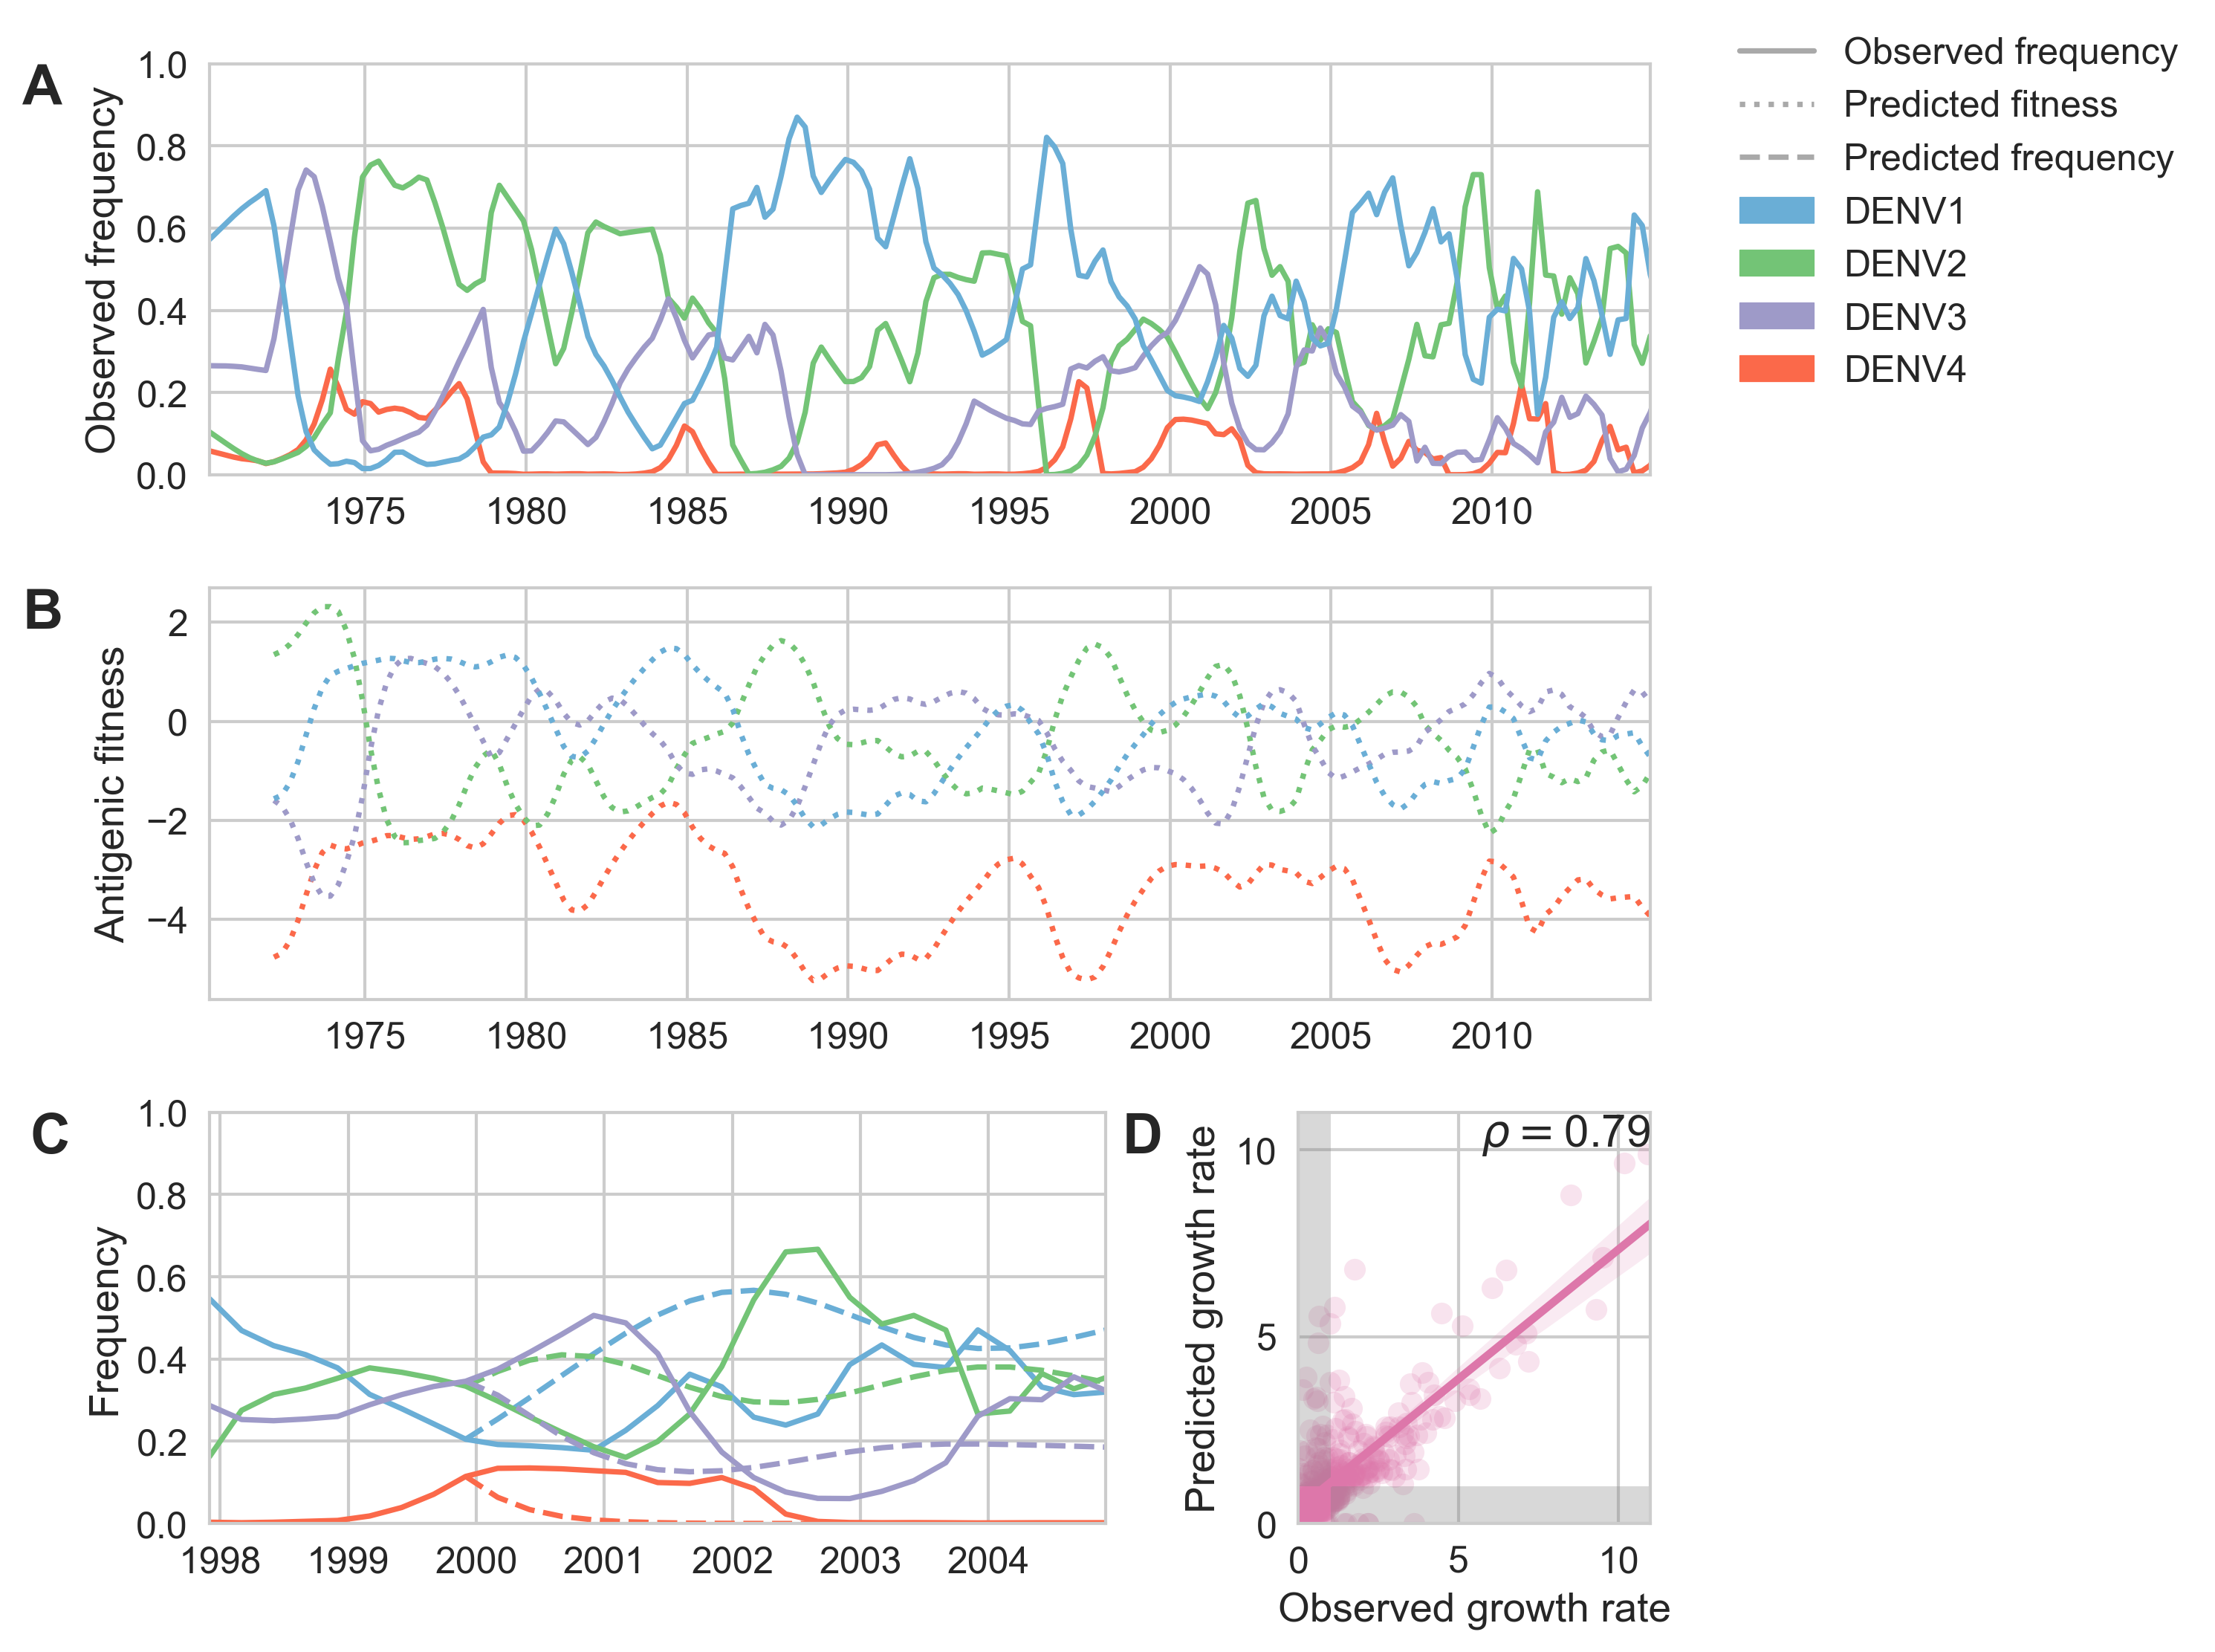 A
Observed frequency
1.0
0.8
0.6
0.4
0.2
0.0
1975 1980 1985 1990 1995 2000 2005 2010
Observed frequency
Predicted fitness
Predicted frequency
DENV1
DENV2
DENV3
DENV4
B
Antigenic fitness
2
0
−2
−4
1975 1980 1985 1990 1995 2000 2005 2010
C
Frequency
1.0
0.8
0.6
0.4
0.2
0.0
1998 1999 2000 2001 2002 2003 2004
D
Predicted growth rate
10
5
0
ρ = 0.79
0 5 10
Observed growth rate